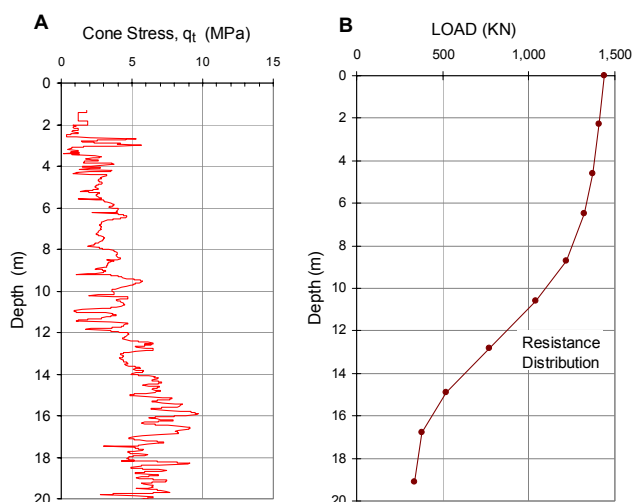 A
Cone Stress, qt (MPa)
0 5 10 15
0
2
4
6
8
10
12
14
16
18
20
Depth (m)
B
LOAD (KN)
0 500 1,000 1,500
0
2
4
6
8
10
12
14
16
18
20
Depth (m)
Resistance
Distribution